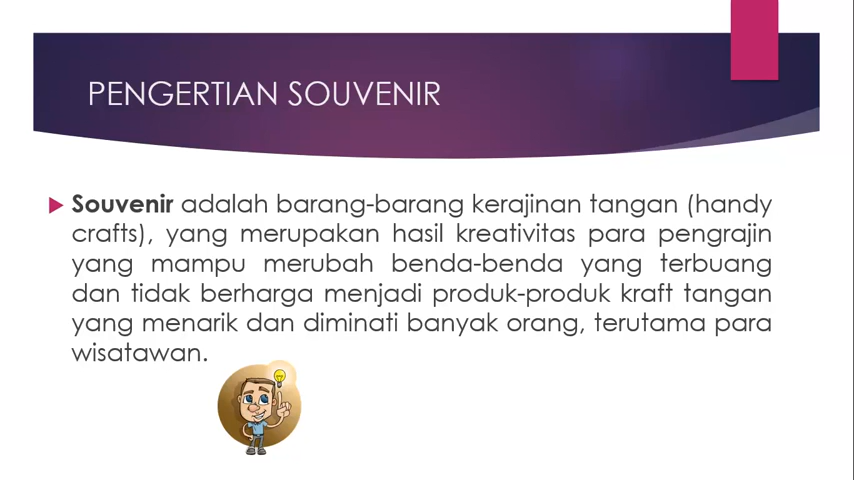 PENGERTIAN SOUVENIR
Souvenir adalah barang-barang kerajinan tangan (handy
crafts), yang merupakan hasil kreativitas para pengrajin
yang mampu merubah benda-benda yang terbuang
dan tidak berharga menjadi produk-produk kraft tangan
yang menarik dan diminati banyak orang, terutama para
wisatawan.